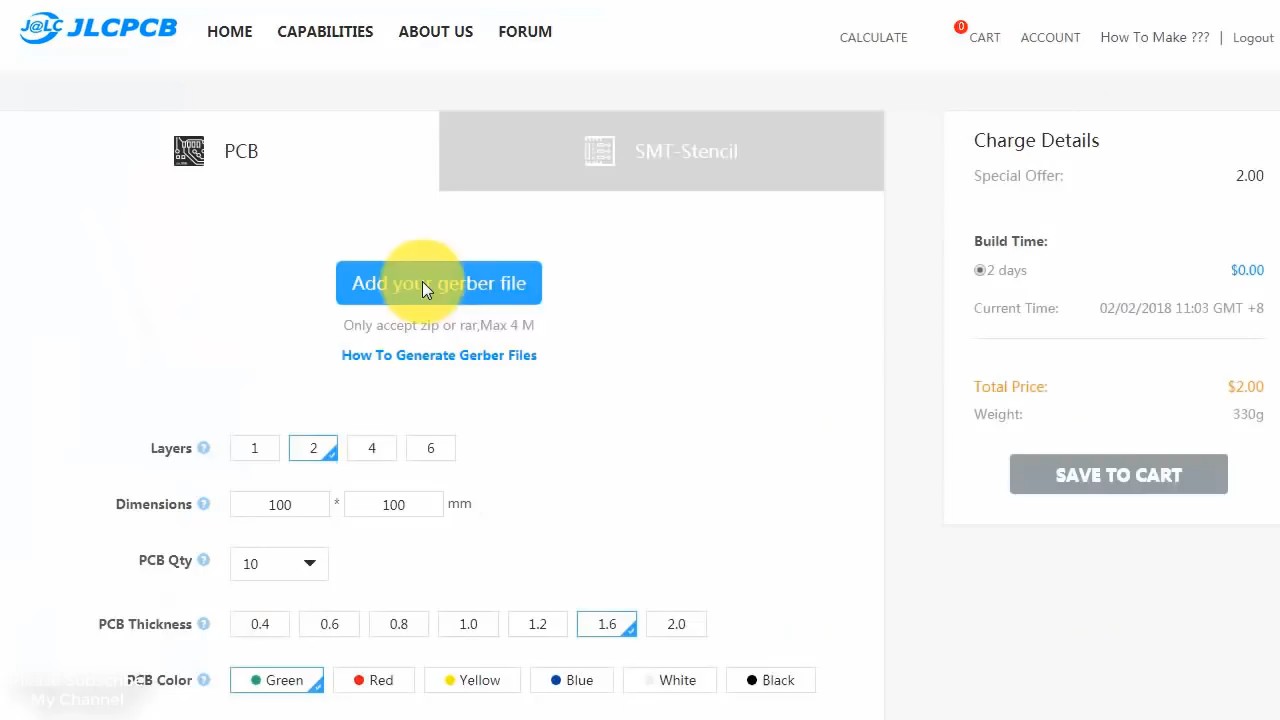 J@LC JLCPCB HOME CAPABILITIES ABOUT US FORUM
CALCULATE 0 CART ACCOUNT How To Make ??? | Logout
PCB
SMT-Stencil
Add your gerber file
Only accept zip or rar,Max 4 M
How To Generate Gerber Files
Layers ? 1 2 4 6
Dimensions ? 100 * 100 mm
PCB Qty ? 10
PCB Thickness ? 0.4 0.6 0.8 1.0 1.2 1.6 2.0
PCB Color ? Green Red Yellow Blue White Black
My Channel
Charge Details
Special Offer: 2.00
Build Time:
2 days $0.00
Current Time: 02/02/2018 11:03 GMT +8
Total Price: $2.00
Weight: 330g
SAVE TO CART